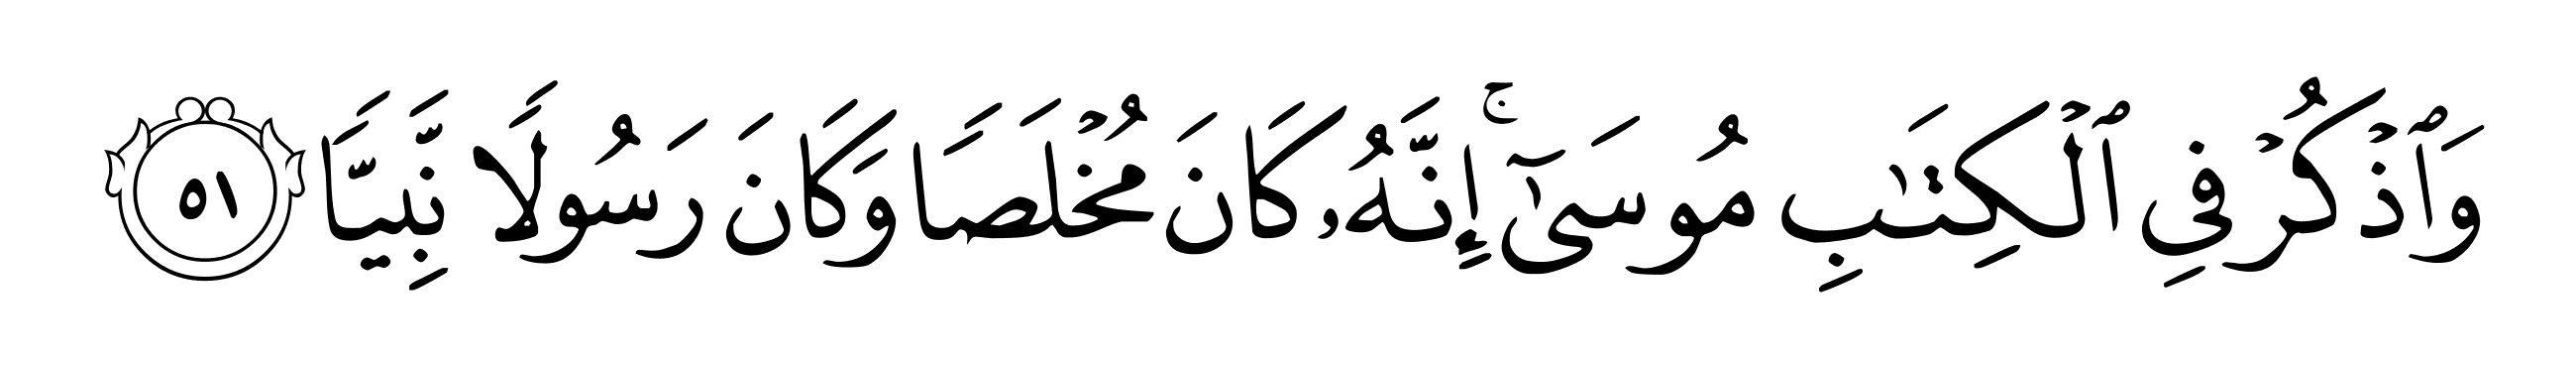 وَٱذۡكُرۡ فِي ٱلۡكِتَٰبِ مُوسَىٰٓۚ إِنَّهُۥ كَانَ مُخۡلَصٗا وَكَانَ رَسُولٗا نَّبِيّٗا ٥١